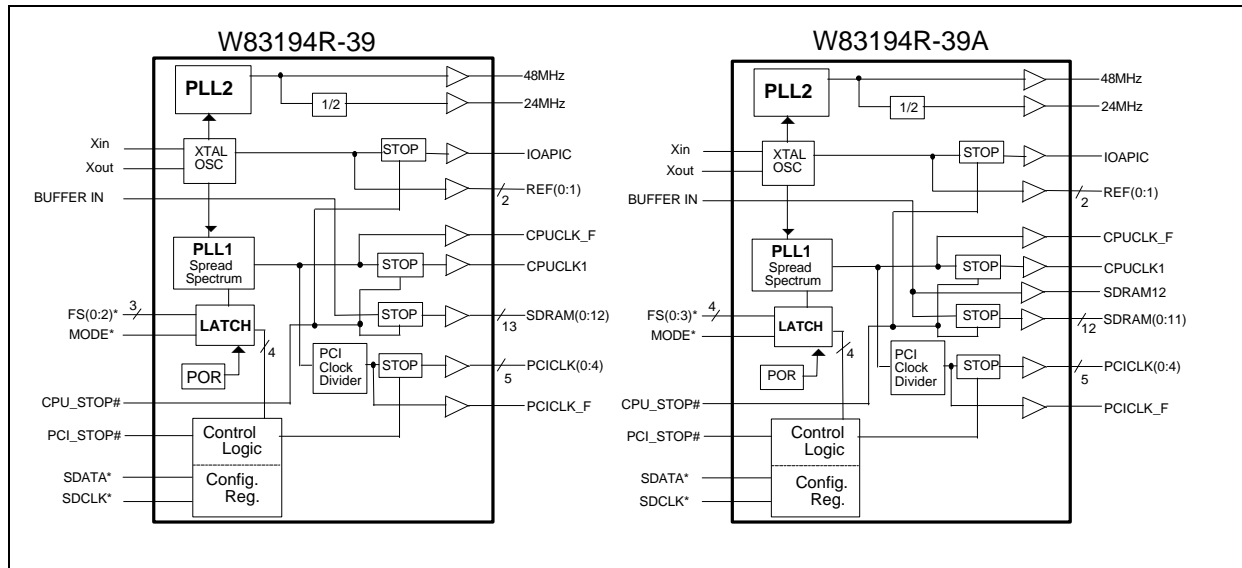 W83194R-39
PLL2
48MHz
1/2
24MHz
Xin
Xout
XTAL
OSC
STOP
IOAPIC
REF(0:1)
2
BUFFER IN
PLL1
Spread
Spectrum
CPUCLK_F
STOP
CPUCLK1
FS(0:2)*
3
MODE*
LATCH
4
STOP
SDRAM(0:12)
13
POR
PCI
Clock
Divider
STOP
PCICLK(0:4)
5
PCICLK_F
CPU_STOP#
PCI_STOP#
Control
Logic
SDATA*
SDCLK*
Config.
Reg.
W83194R-39A
PLL2
48MHz
1/2
24MHz
Xin
Xout
XTAL
OSC
STOP
IOAPIC
REF(0:1)
2
BUFFER IN
PLL1
Spread
Spectrum
CPUCLK_F
STOP
CPUCLK1
SDRAM12
FS(0:3)*
4
MODE*
LATCH
4
STOP
SDRAM(0:11)
12
POR
PCI
Clock
Divider
STOP
PCICLK(0:4)
5
PCICLK_F
CPU_STOP#
PCI_STOP#
Control
Logic
SDATA*
SDCLK*
Config.
Reg.